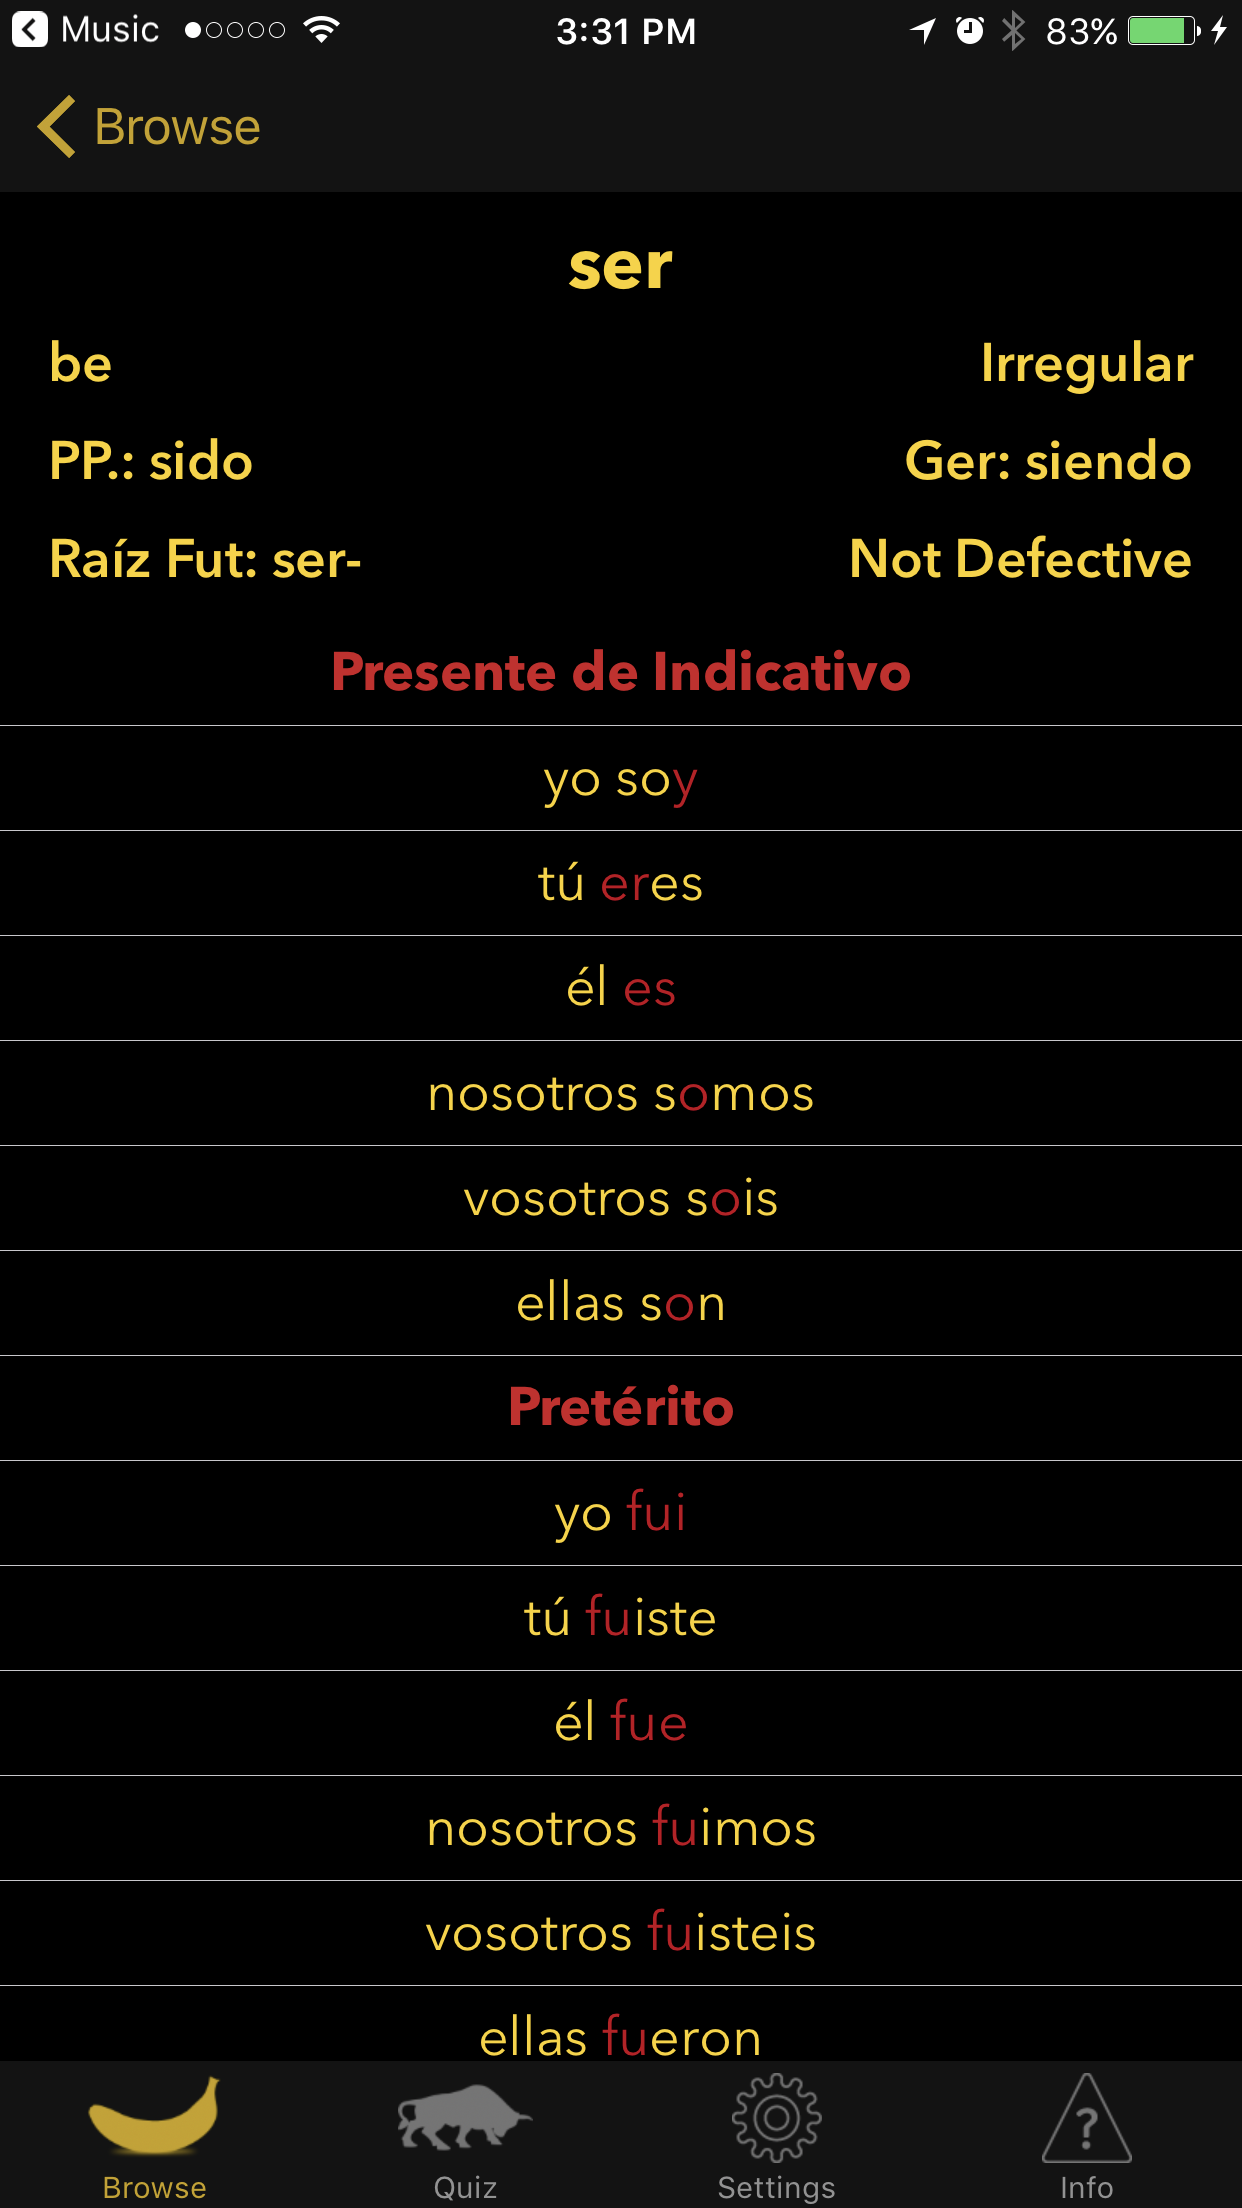 Music 3:31 PM 83%
Browse
ser
be Irregular
PP.: sido Ger: siendo
Raíz Fut: ser- Not Defective
Presente de Indicativo
yo soy
tú eres
él es
nosotros somos
vosotros sois
ellas son
Pretérito
yo fui
tú fuiste
él fue
nosotros fuimos
vosotros fuisteis
ellas fueron
?
Browse Quiz Settings Info